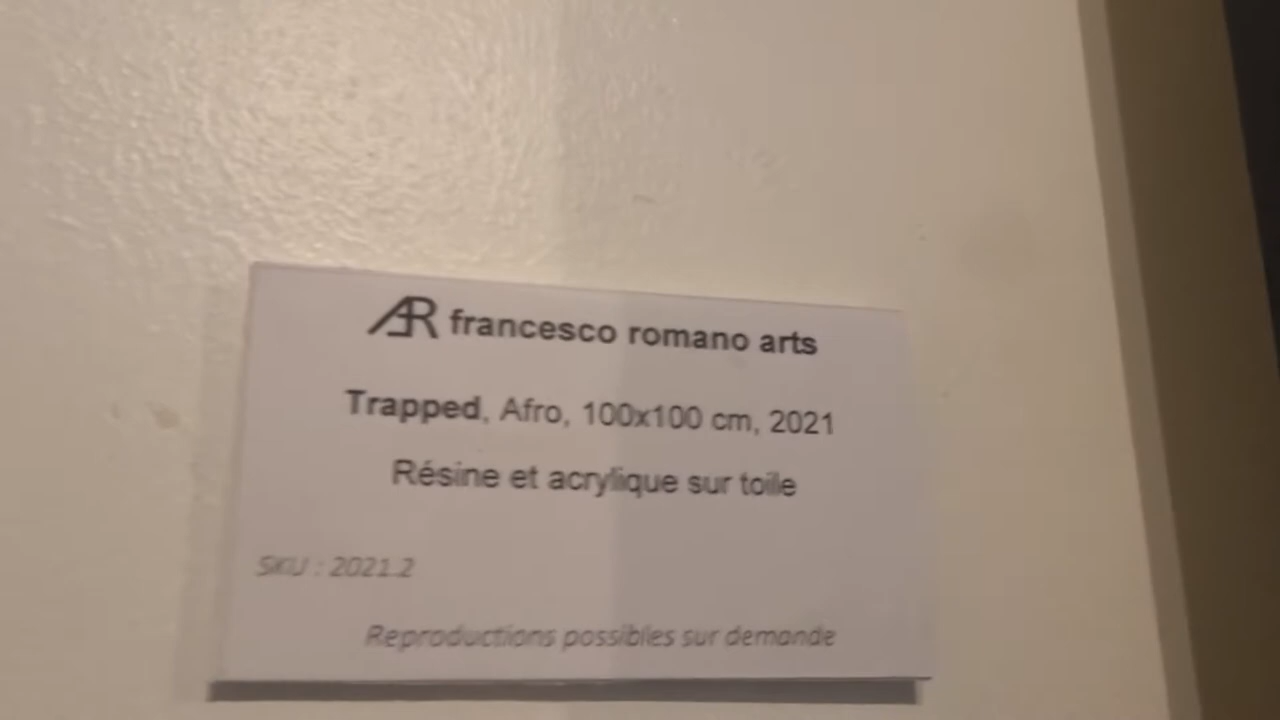 FR francesco romano arts
Trapped, Afro, 100x100 cm, 2021
Résine et acrylique sur toile
SKU : 2021.2
Reproductions possibles sur demande